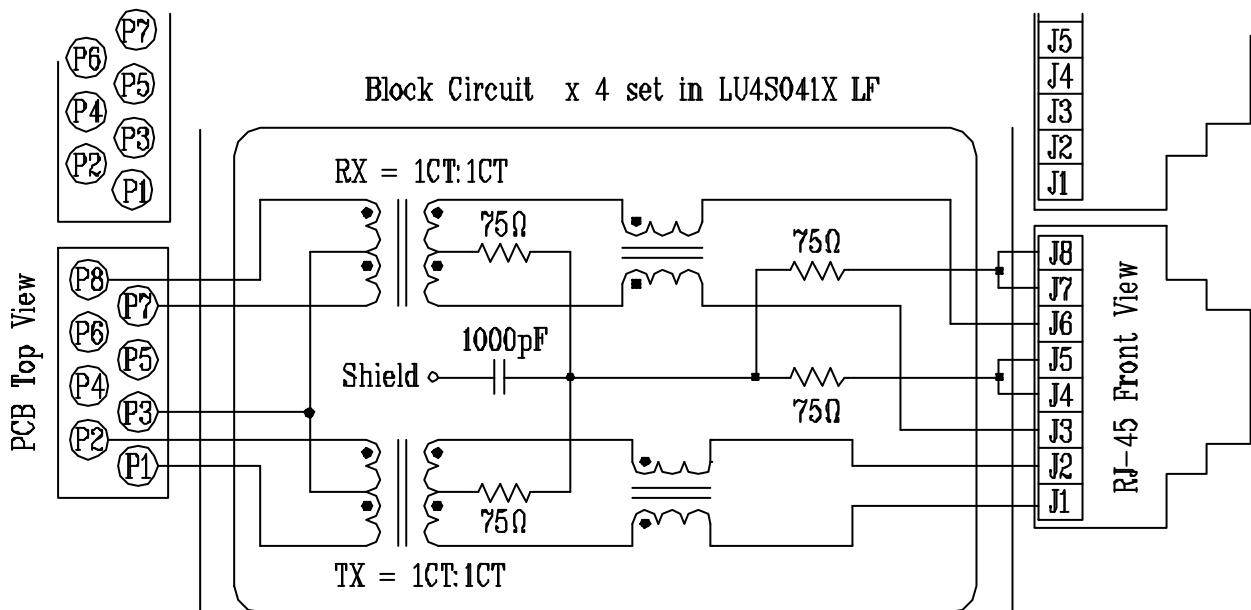 P7
P6
P5
P4
P3
P2
P1
Block Circuit x 4 set in LU4S041X LF
J5
J4
J3
J2
J1
PCB Top View
P8
P7
P6
P5
P4
P3
P2
P1
RX = 1CT:1CT
75Ω
75Ω
1000pF
Shield
75Ω
75Ω
TX = 1CT:1CT
J8
J7
J6
J5
J4
J3
J2
J1
RJ-45 Front View